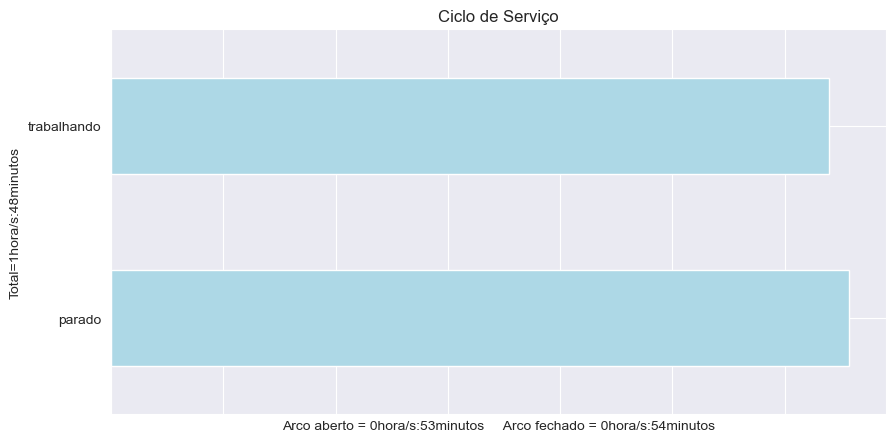 Ciclo de Serviço
trabalhando
Total=1hora/s:48minutos
parado
Arco aberto = 0hora/s:53minutos     Arco fechado = 0hora/s:54minutos